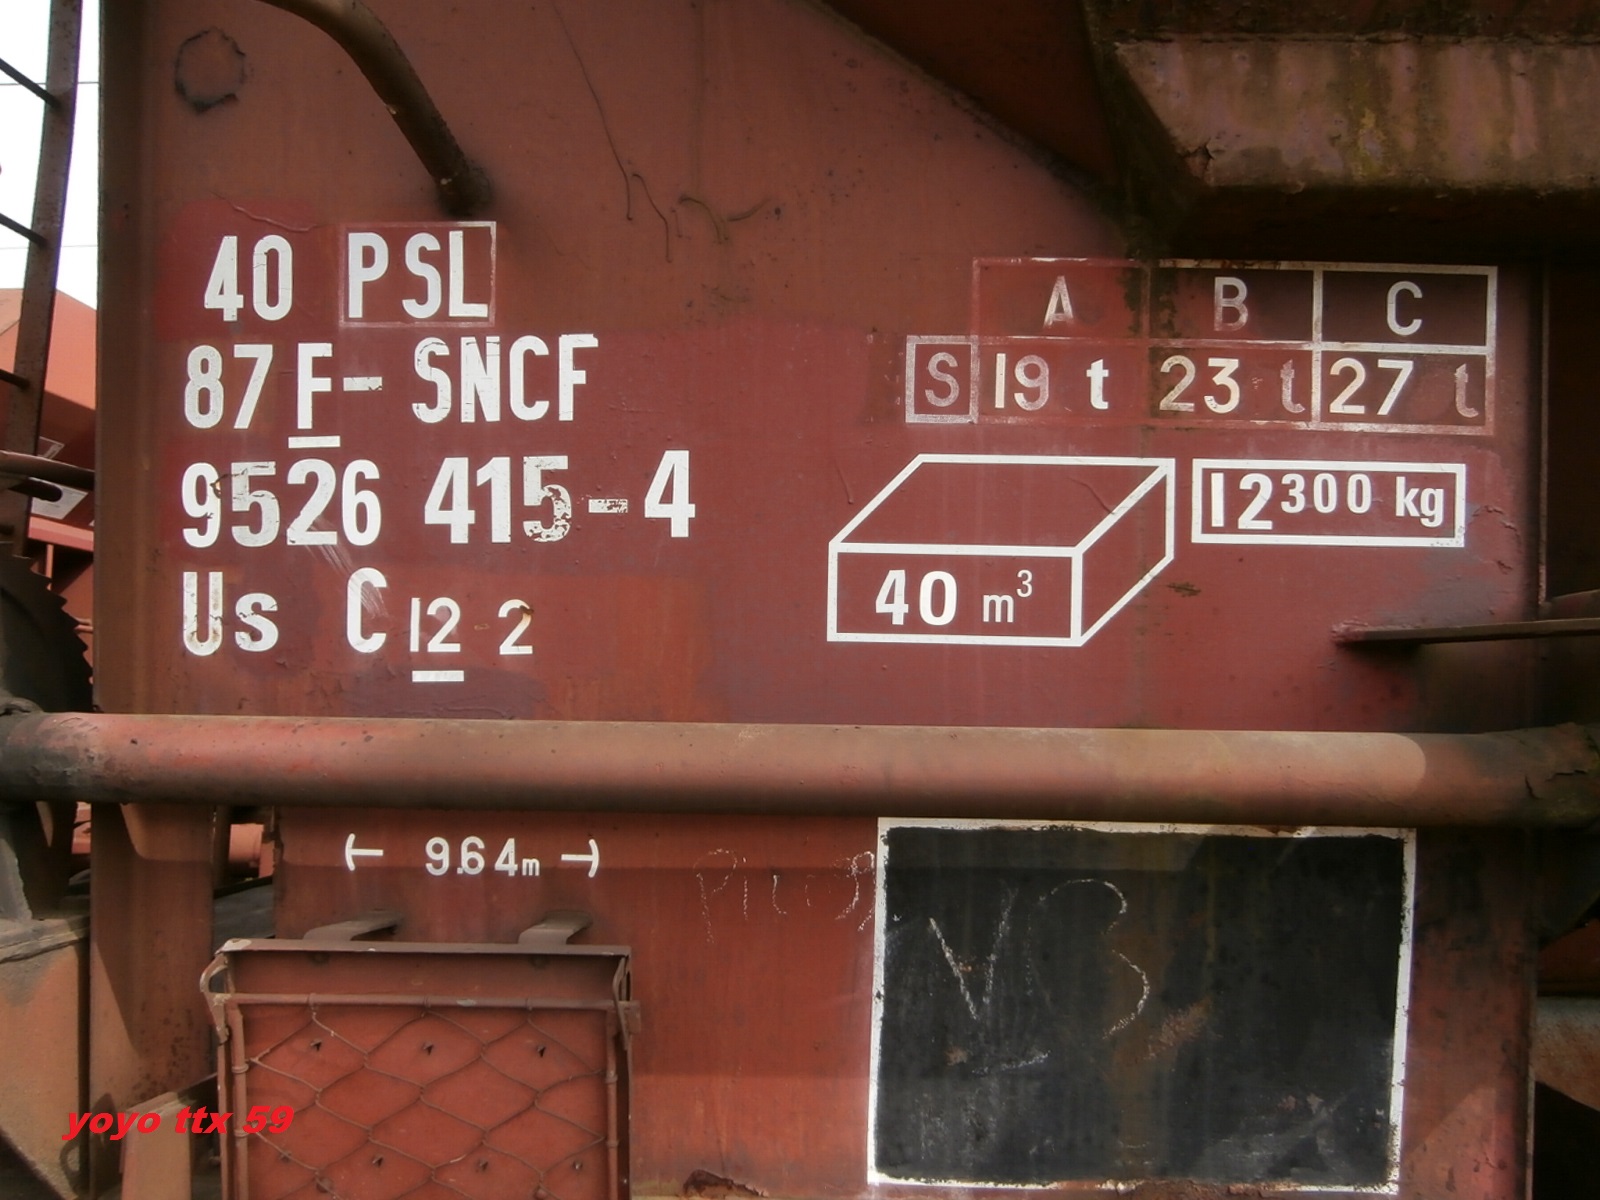 40 PSL
87 F - SNCF
9526 415-4
Us C 12 2
A B C
S 19 t 23 t 27 t
12300 kg
40 m³
9.64m
V3
yoyo ttx 59